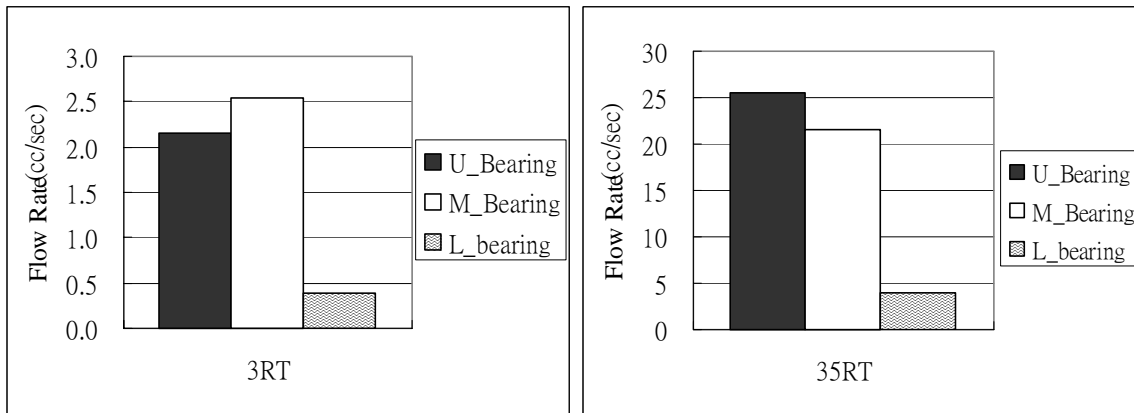 3.0
2.5
2.0
1.5
1.0
0.5
0.0
Flow Rate(cc/sec)
3RT
U_Bearing
M_Bearing
L_bearing
30
25
20
15
10
5
0
Flow Rate(cc/sec)
35RT
U_Bearing
M_Bearing
L_bearing